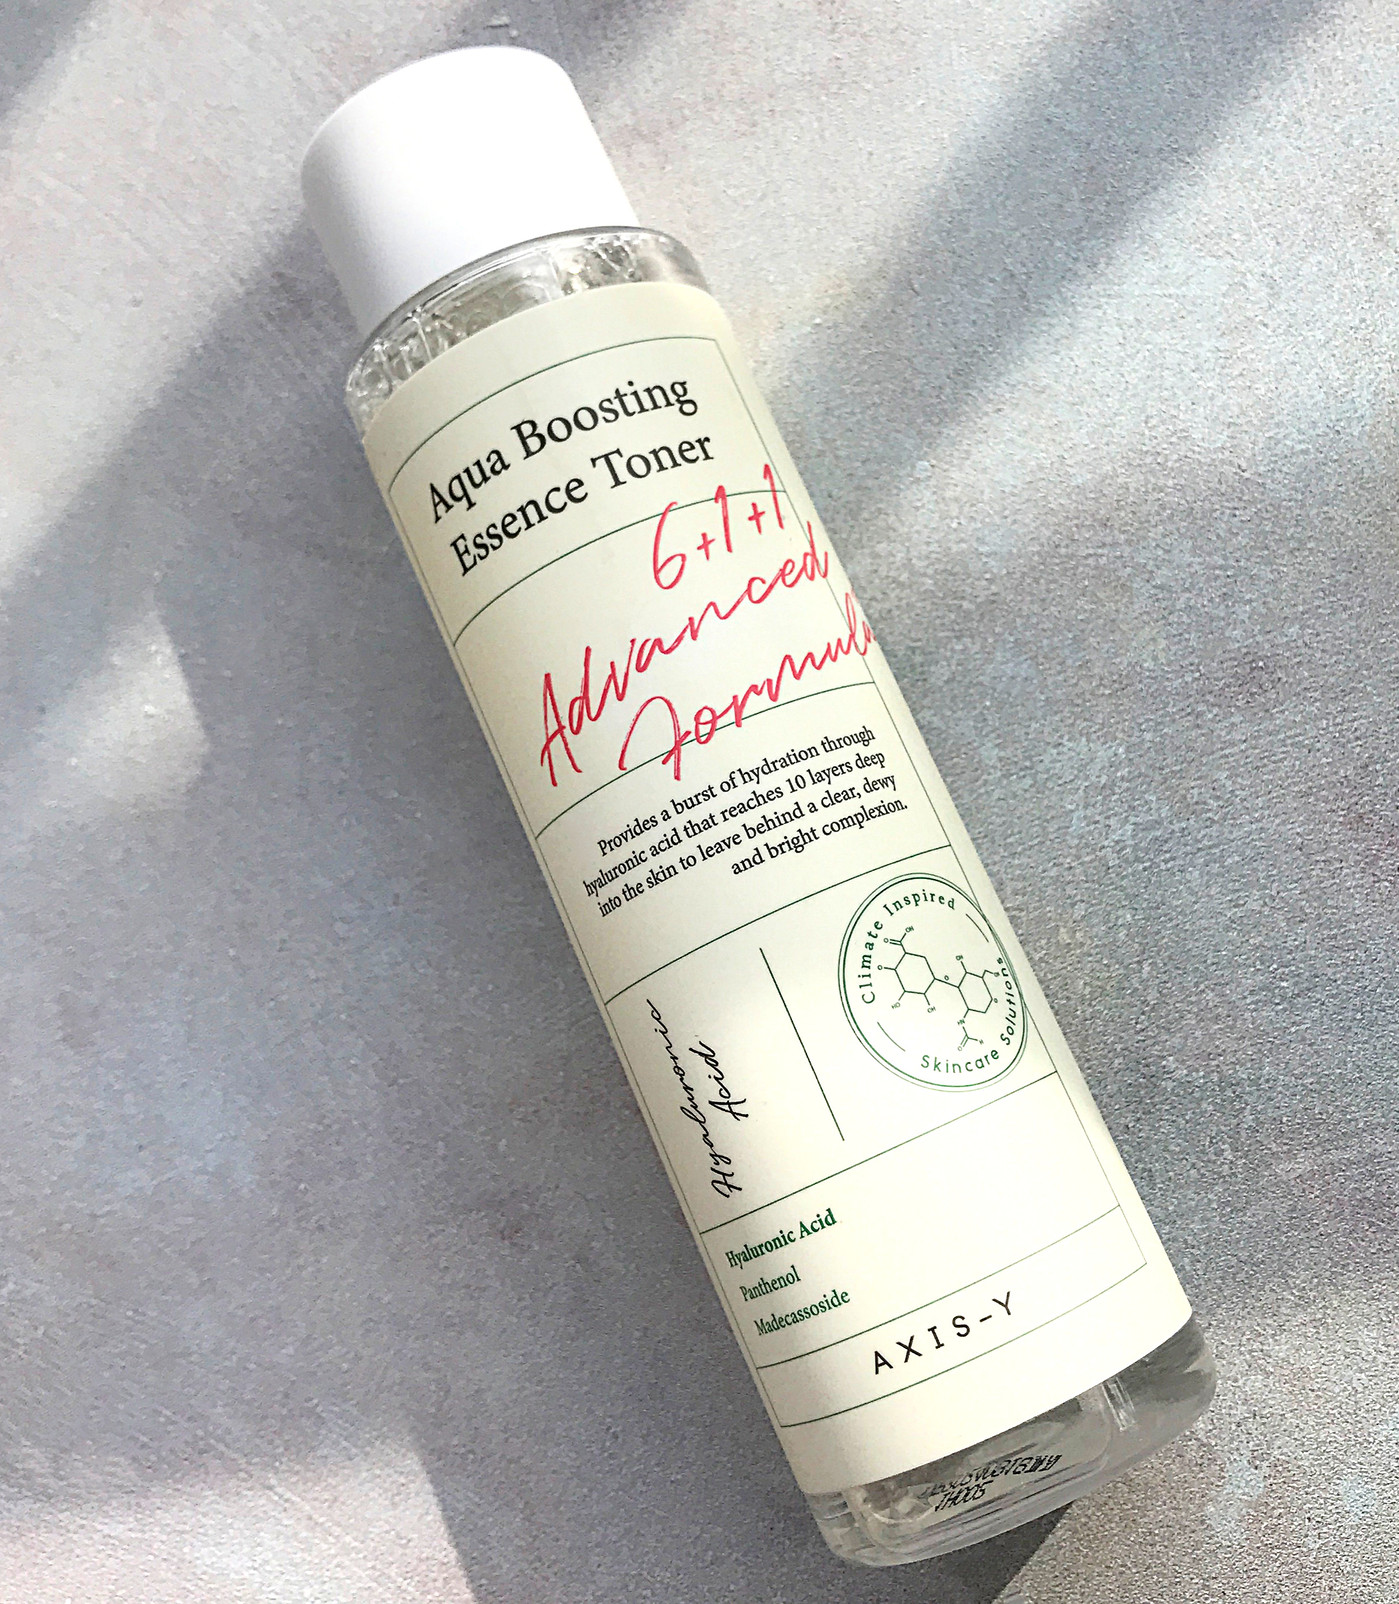 Aqua Boosting
Essence Toner
6+1+1
Advanced
Formula
Provides a burst of hydration through
hyaluronic acid that reaches 10 layers deep
into the skin to leave behind a clear, dewy
and bright complexion.
Climate Inspired
Skincare Solutions
Hyaluronic
Acid
Hyaluronic Acid
Panthenol
Madecassoside
AXIS-Y